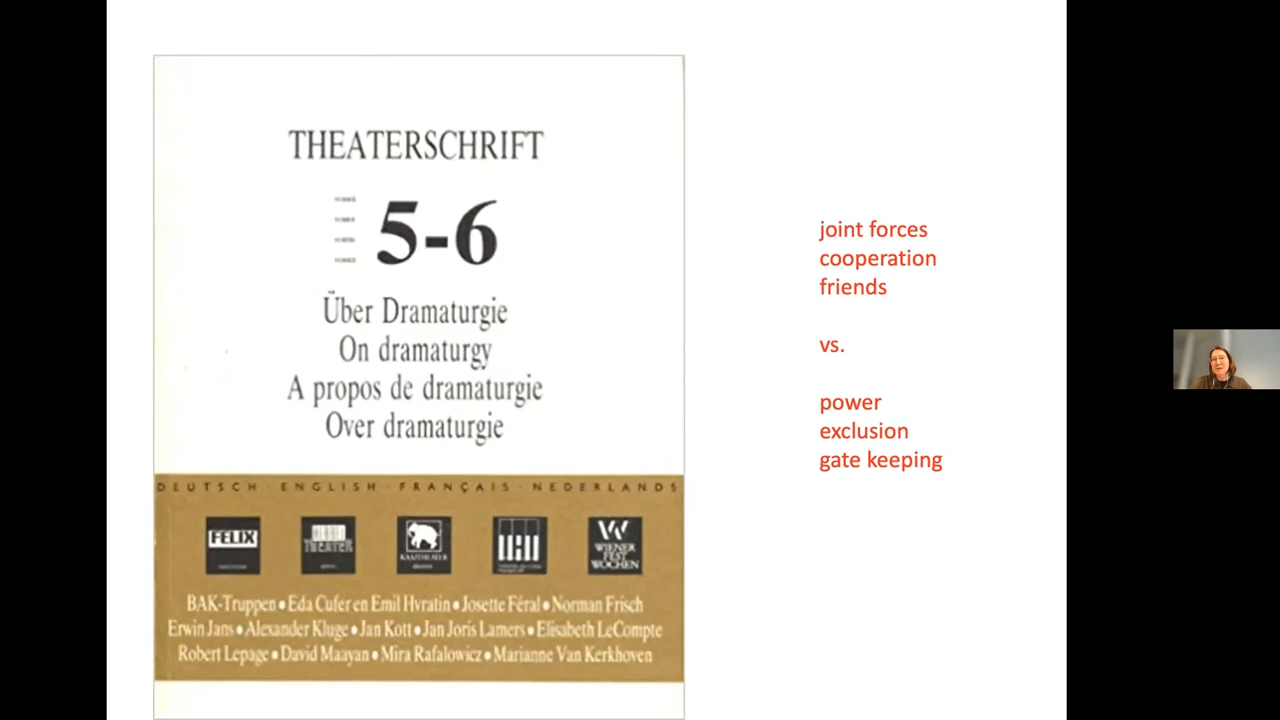 THEATERSCHRIFT
5-6
Über Dramaturgie
On dramaturgy
A propos de dramaturgie
Over dramaturgie
DEUTSCH · ENGLISH · FRANÇAIS · NEDERLANDS
FELIX
THEATER
KAAITHEATER
WIENER
FEST
WOCHEN
BAK-Truppen • Eda Cufer en Emil Hvratin • Josette Féral • Norman Frisch
Erwin Jans • Alexander Kluge • Jan Kott • Jan Joris Lamers • Elisabeth LeCompte
Robert Lepage • David Maayan • Mira Rafalowicz • Marianne Van Kerkhoven
joint forces
cooperation
friends
vs.
power
exclusion
gate keeping